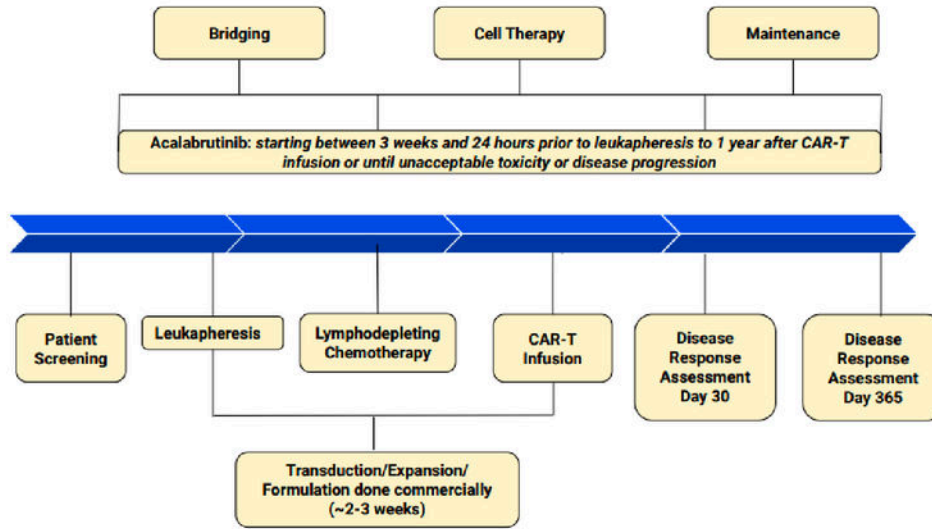 Bridging
Cell Therapy
Maintenance
Acalabrutinib: starting between 3 weeks and 24 hours prior to leukapheresis to 1 year after CAR-T
infusion or until unacceptable toxicity or disease progression
Patient
Screening
Leukapheresis
Lymphodepleting
Chemotherapy
CAR-T
Infusion
Disease
Response
Assessment
Day 30
Disease
Response
Assessment
Day 365
Transduction/Expansion/
Formulation done commercially
(~2-3 weeks)